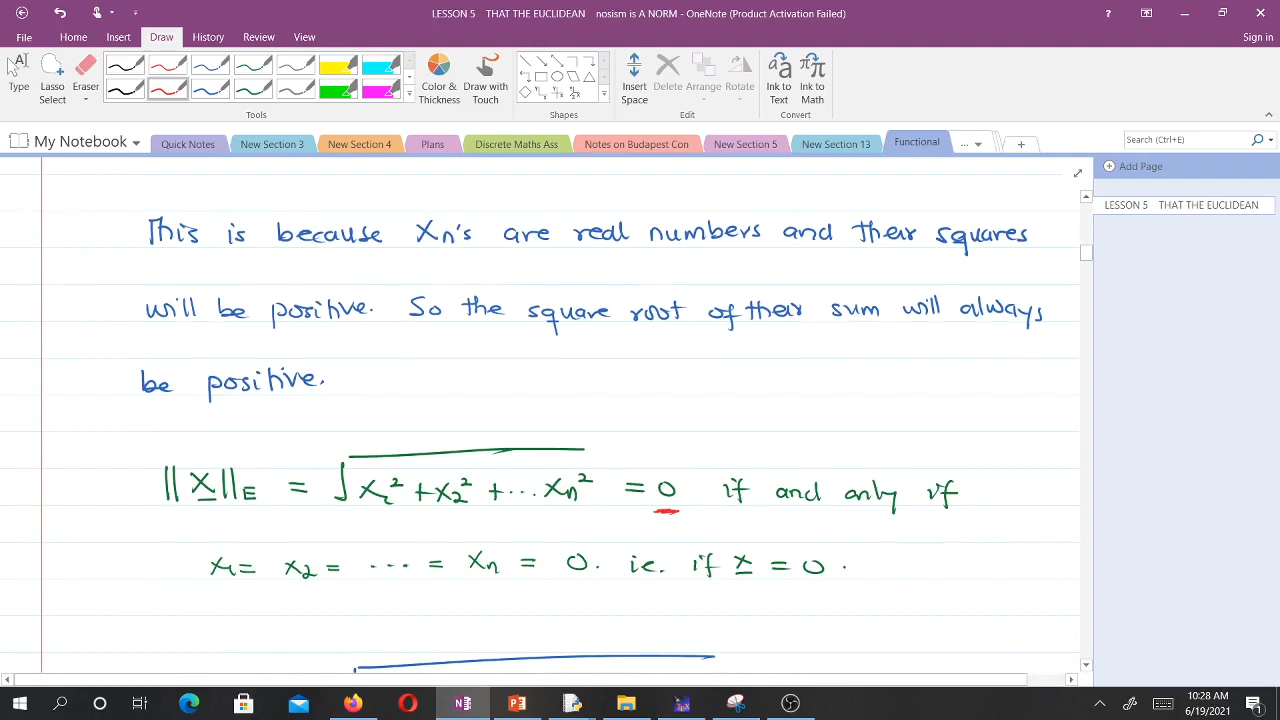 LESSON 5 THAT THE EUCLIDEAN nosism is A NORM - OneNote (Product Activation Failed)
File Home Insert Draw History Review View Sign in
Type Lasso Select Eraser Color & Thickness Draw with Touch Insert Space Delete Arrange Rotate Ink to Text Ink to Math
Tools Shapes Edit Convert
My Notebook Quick Notes New Section 3 New Section 4 Plans Discrete Maths Ass Notes on Budapest Con New Section 5 New Section 13 Functional ... Search (Ctrl+E)
Add Page
LESSON 5 THAT THE EUCLIDEAN
This is because Xn's are real numbers and their squares
will be positive. So the square root of their sum will always
be positive.
||x||E = √x₁² + x₂² + ... xn² = 0 if and only if
x₁ = x₂ = ... = xn = 0. i.e. if x = 0.
10:28 AM
6/19/2021